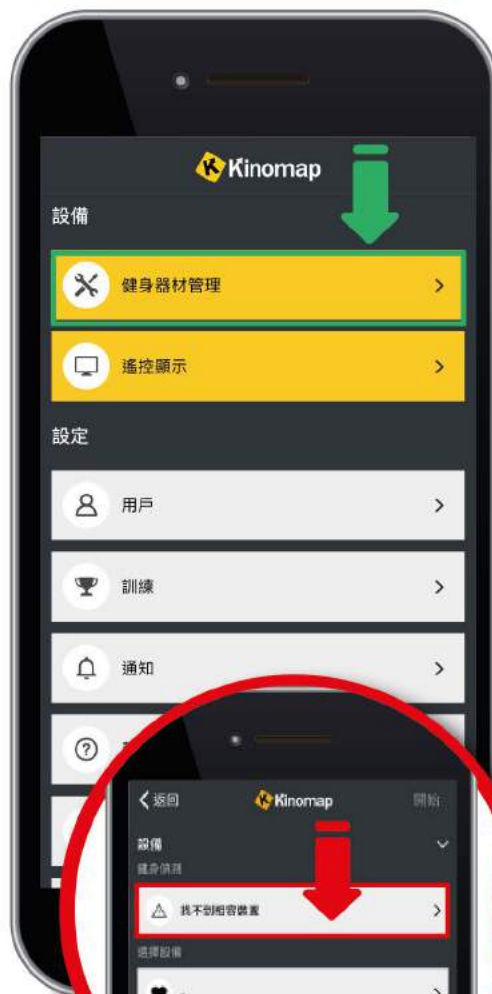 Kinomap
設備
健身器材管理
遙控顯示
設定
用戶
訓練
通知
返回
Kinomap
開始
設備
健身偵測
找不到相容裝置
選擇設備